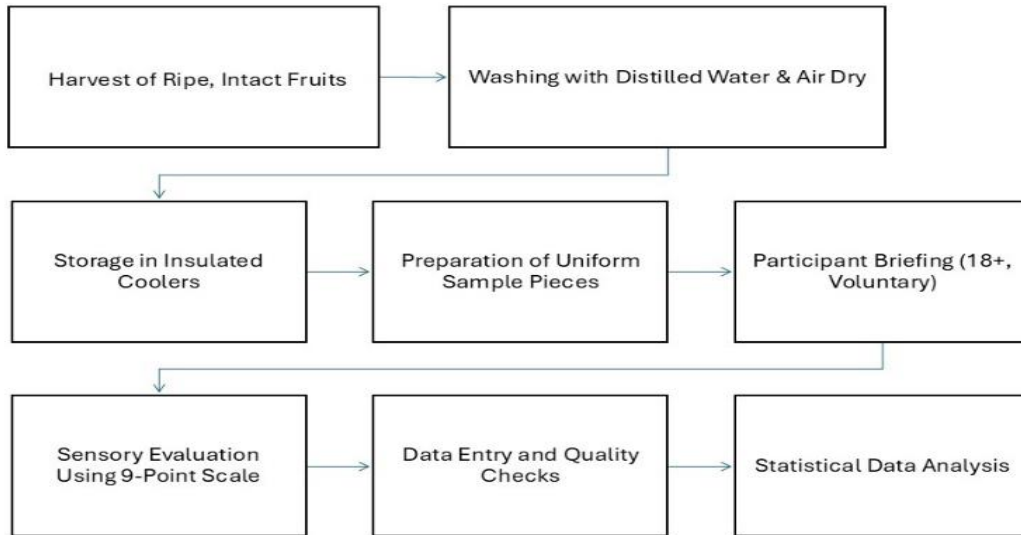 Harvest of Ripe, Intact Fruits
Washing with Distilled Water & Air Dry
Storage in Insulated
Coolers
Preparation of Uniform
Sample Pieces
Participant Briefing (18+,
Voluntary)
Sensory Evaluation
Using 9-Point Scale
Data Entry and Quality
Checks
Statistical Data Analysis